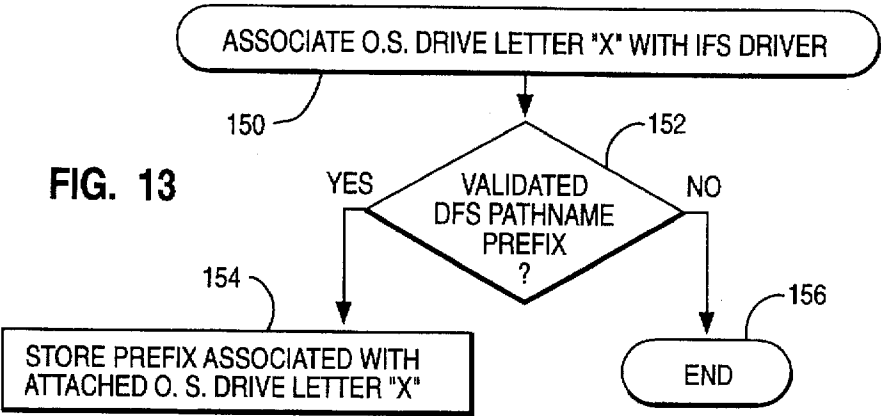 ASSOCIATE O.S. DRIVE LETTER "X" WITH IFS DRIVER
150
152
FIG. 13
YES
VALIDATED
DFS PATHNAME
PREFIX
?
NO
154
156
STORE PREFIX ASSOCIATED WITH
ATTACHED O. S. DRIVE LETTER "X"
END